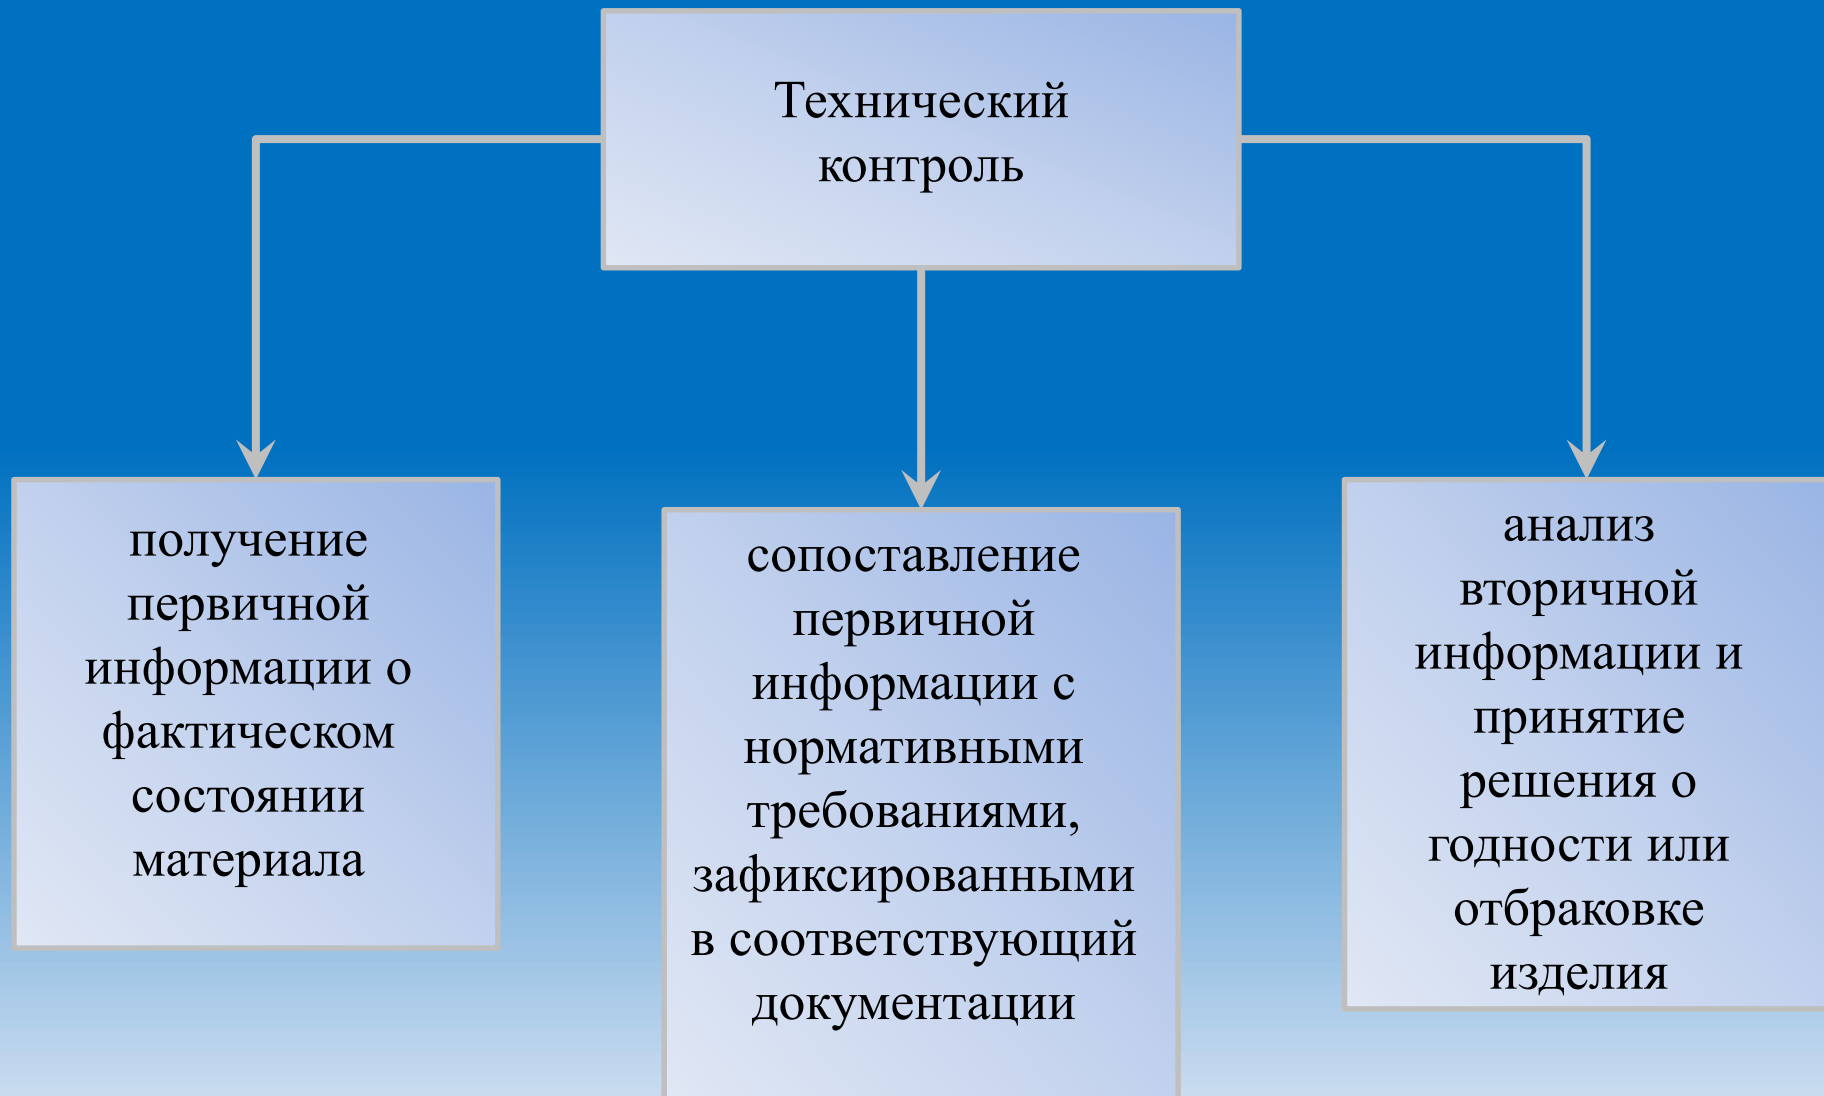 Технический
контроль
получение
первичной
информации о
фактическом
состоянии
материала
сопоставление
первичной
информации с
нормативными
требованиями,
зафиксированными
в соответствующий
документации
анализ
вторичной
информации и
принятие
решения о
годности или
отбраковке
изделия